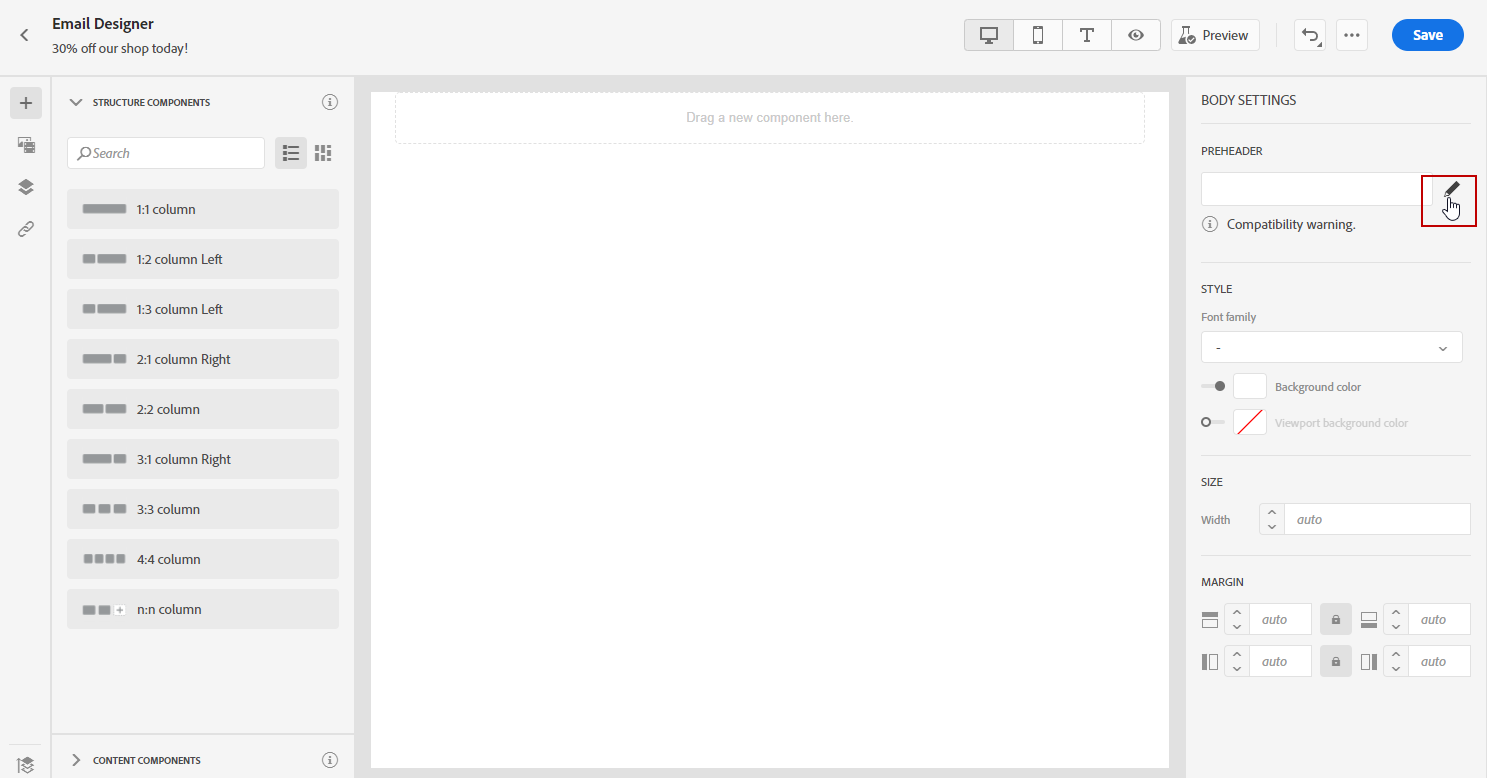 Email Designer
30% off our shop today!
Preview
Save
STRUCTURE COMPONENTS
Search
1:1 column
1:2 column Left
1:3 column Left
2:1 column Right
2:2 column
3:1 column Right
3:3 column
4:4 column
n:n column
CONTENT COMPONENTS
Drag a new component here.
BODY SETTINGS
PREHEADER
Compatibility warning.
STYLE
Font family
-
Background color
Viewport background color
SIZE
Width auto
MARGIN
auto auto
auto auto